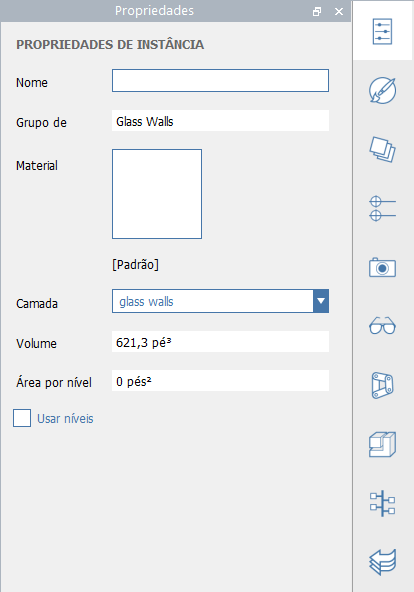 Propriedades
PROPRIEDADES DE INSTÂNCIA
Nome
Grupo de Glass Walls
Material
[Padrão]
Camada glass walls
Volume 621,3 pé³
Área por nível 0 pés²
Usar níveis